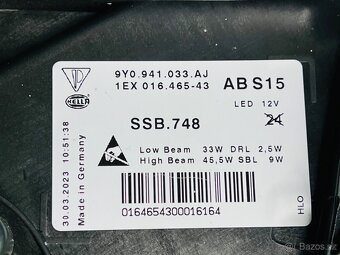 9Y0.941.033.AJ
1EX 016.465-43
AB S15
HELLA
LED 12V
24
SSB.748
Low Beam 33W DRL 2,5W
High Beam 45,5W SBL 9W
30.03.2023 10:51:38
Made in Germany
0164654300016164
HLO